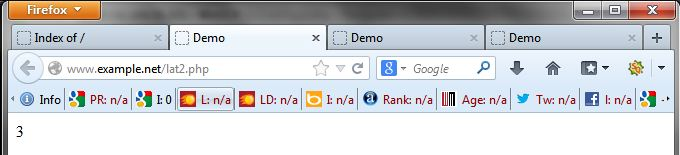 Firefox
Index of / Demo Demo Demo
www.example.net/lat2.php Google
Info PR: n/a I: 0 L: n/a LD: n/a I: n/a Rank: n/a Age: n/a Tw: n/a I: n/a
3